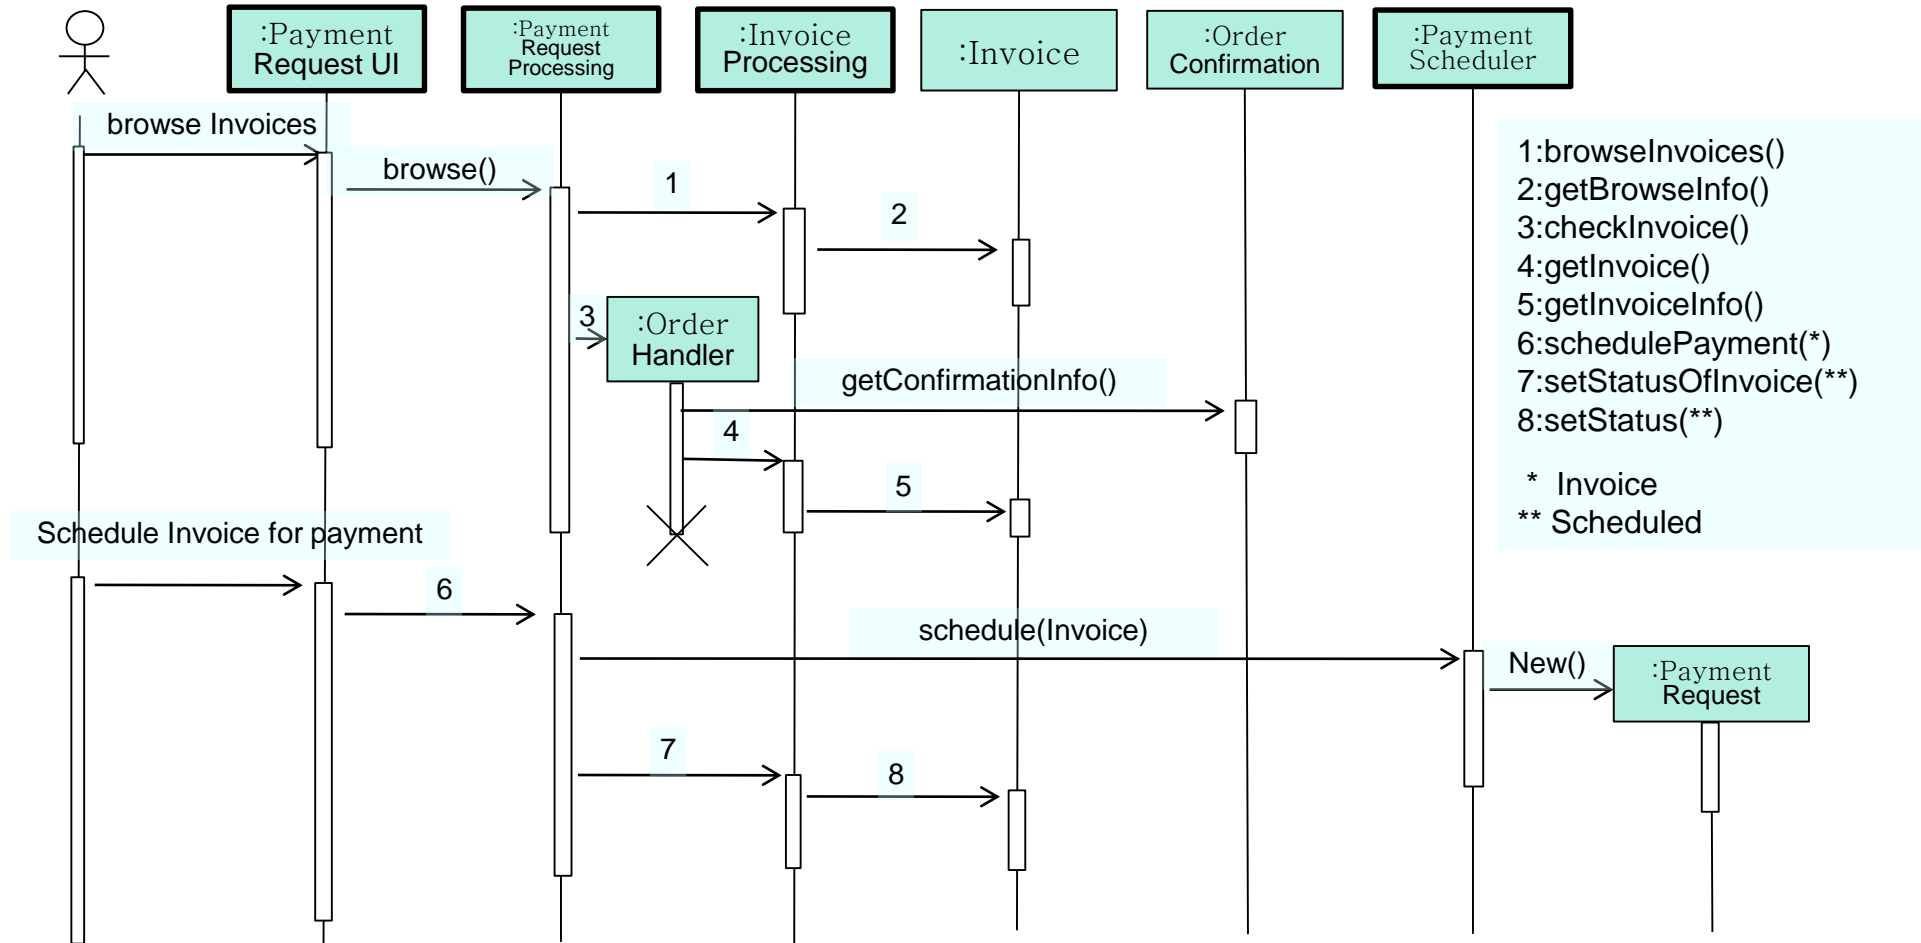 :Payment
Request UI
:Payment
Request
Processing
:Invoice
Processing
:Invoice
:Order
Confirmation
:Payment
Scheduler
browse Invoices
browse()
1
2
3
:Order
Handler
getConfirmationInfo()
4
5
Schedule Invoice for payment
6
schedule(Invoice)
New()
:Payment
Request
7
8
1:browseInvoices()
2:getBrowseInfo()
3:checkInvoice()
4:getInvoice()
5:getInvoiceInfo()
6:schedulePayment(*)
7:setStatusOfInvoice(**)
8:setStatus(**)
* Invoice
** Scheduled